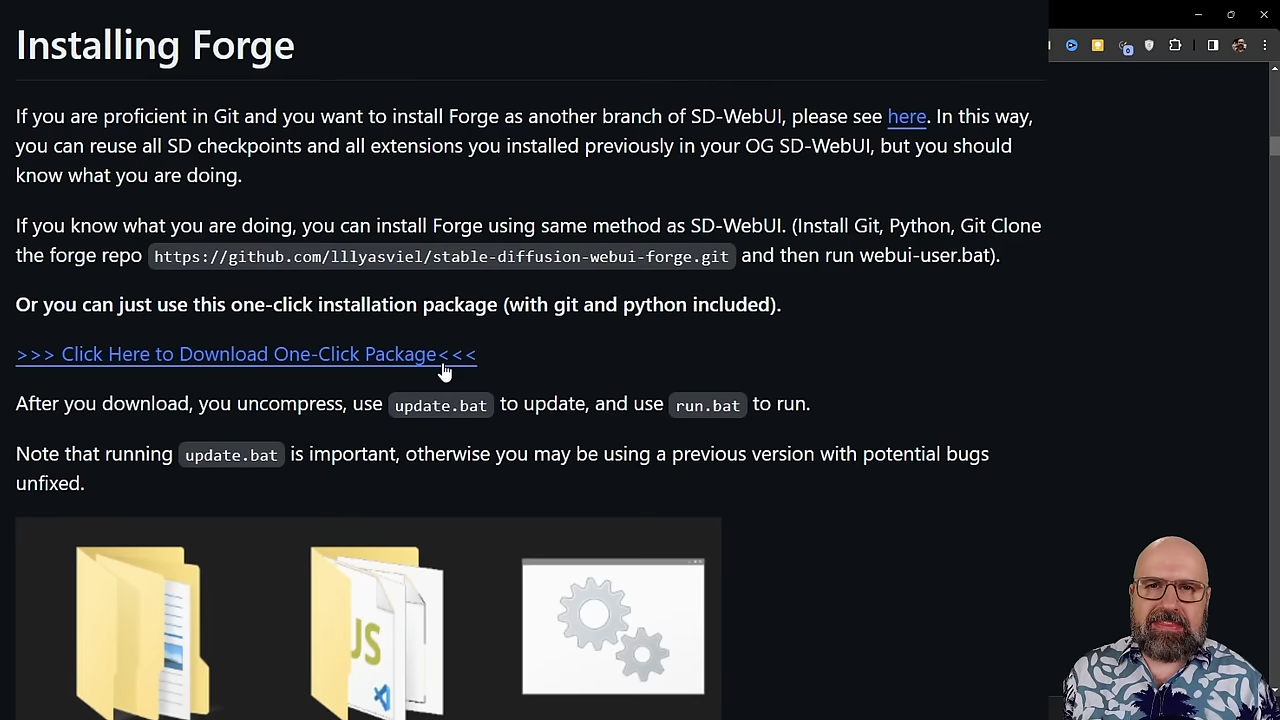 Installing Forge
If you are proficient in Git and you want to install Forge as another branch of SD-WebUI, please see here. In this way,
you can reuse all SD checkpoints and all extensions you installed previously in your OG SD-WebUI, but you should
know what you are doing.
If you know what you are doing, you can install Forge using same method as SD-WebUI. (Install Git, Python, Git Clone
the forge repo https://github.com/lllyasviel/stable-diffusion-webui-forge.git and then run webui-user.bat).
Or you can just use this one-click installation package (with git and python included).
>>> Click Here to Download One-Click Package<<<
After you download, you uncompress, use update.bat to update, and use run.bat to run.
Note that running update.bat is important, otherwise you may be using a previous version with potential bugs
unfixed.
JS